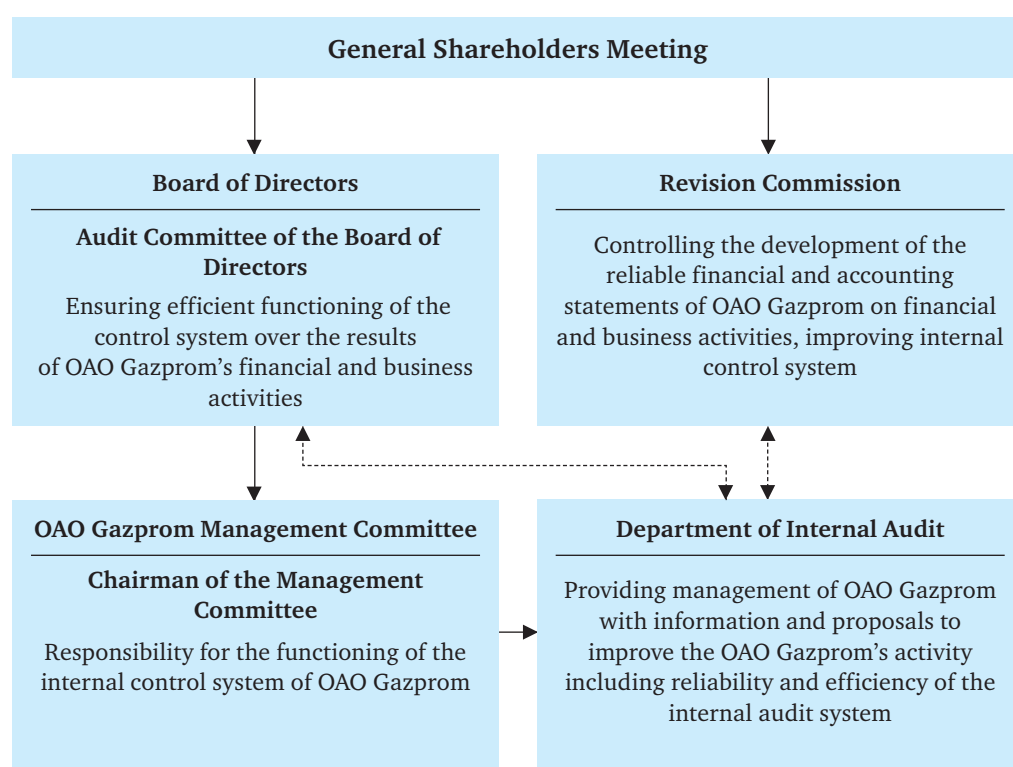 General Shareholders Meeting
Board of Directors
Audit Committee of the Board of
Directors
Ensuring efficient functioning of the
control system over the results
of OAO Gazprom’s financial and business
activities
Revision Commission
Controlling the development of the
reliable financial and accounting
statements of OAO Gazprom on financial
and business activities, improving internal
control system
OAO Gazprom Management Committee
Chairman of the Management
Committee
Responsibility for the functioning of the
internal control system of OAO Gazprom
Department of Internal Audit
Providing management of OAO Gazprom
with information and proposals to
improve the OAO Gazprom’s activity
including reliability and efficiency of the
internal audit system